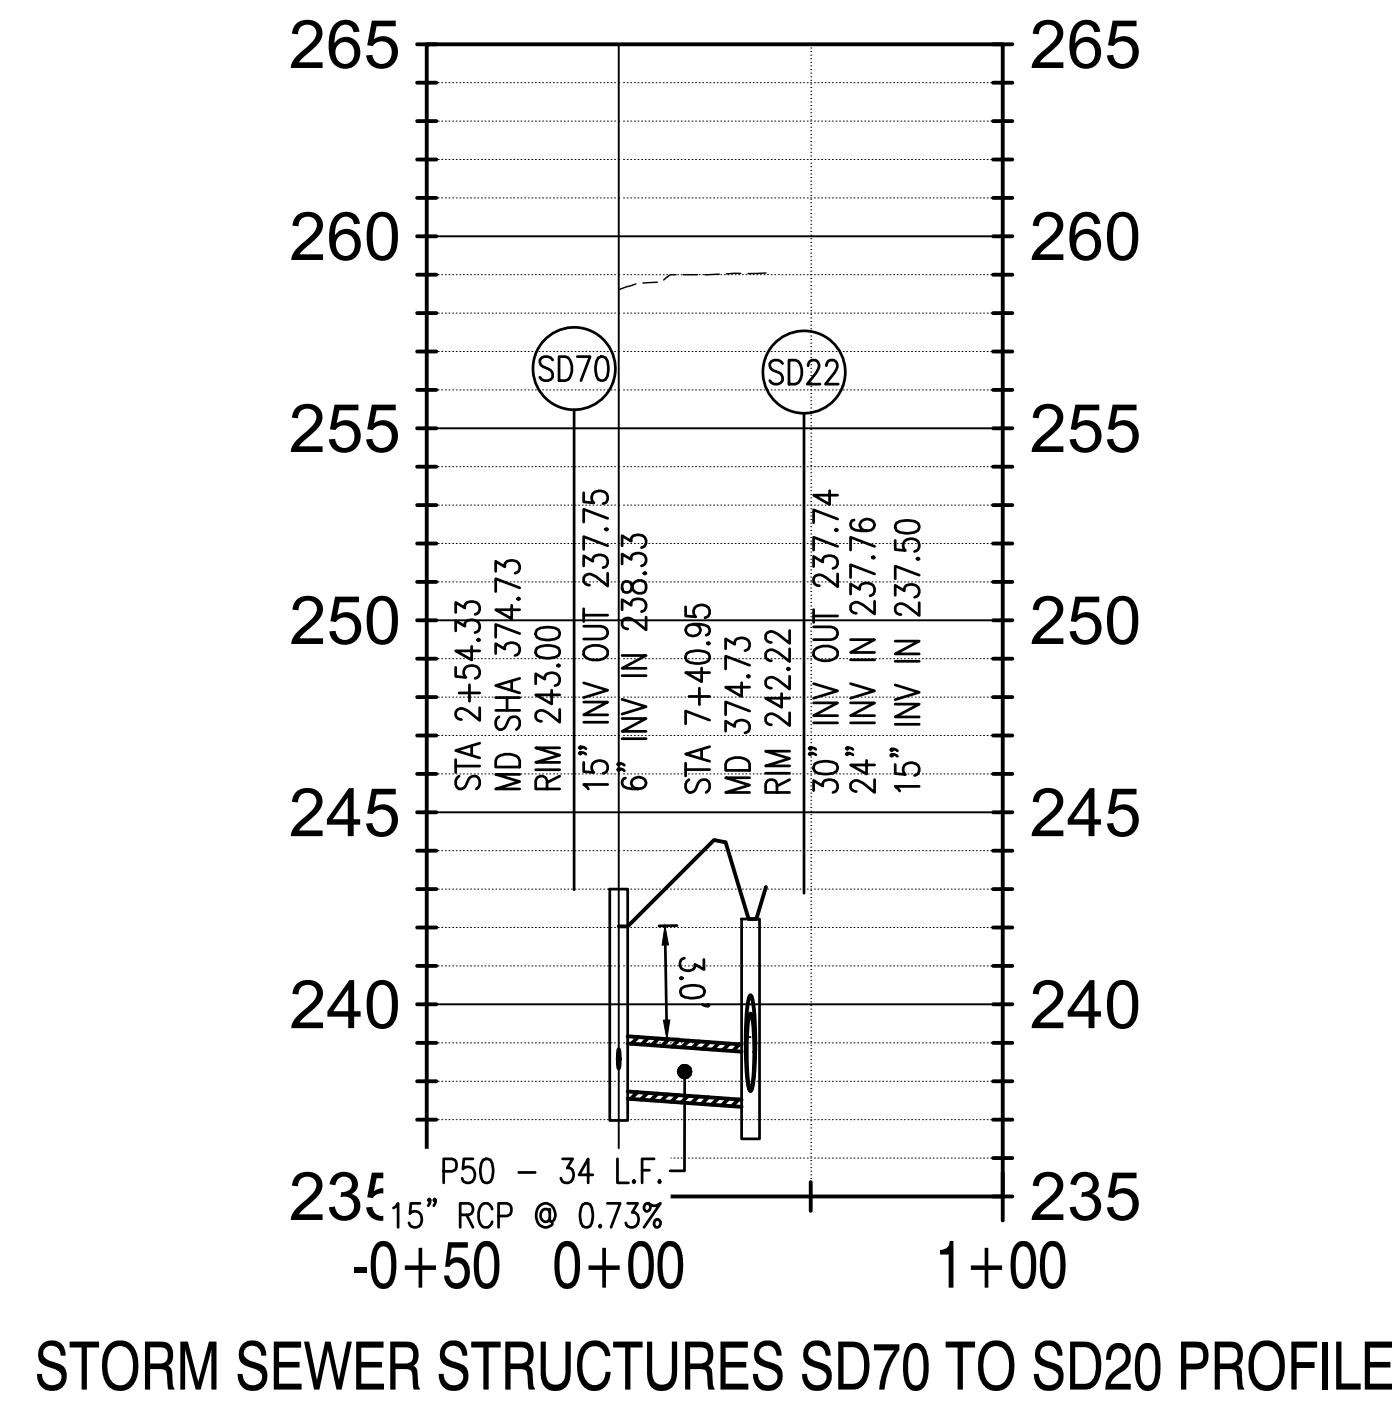 265 265
260 260
SD70 SD22
255 255
STA 2+54.33
MD SHA 374.73
RIM 243.00
15" INV OUT 237.75
6" INV IN 238.33
STA 7+40.95
MD 374.73
RIM 242.22
30" INV OUT 237.74
24" INV IN 237.76
15" INV IN 237.50
250 250
245 245
3.0'
240 240
P50 - 34 L.F.
15" RCP @ 0.73%
235 235
-0+50 0+00 1+00
STORM SEWER STRUCTURES SD70 TO SD20 PROFILE